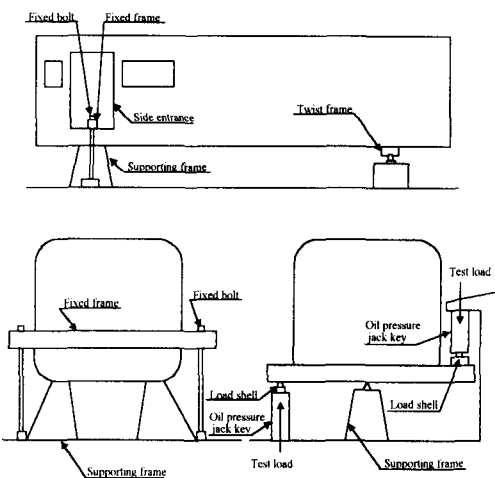 Fixed bolt
Fixed frame
Side entrance
Twist frame
Supporting frame
Fixed frame
Fixed bolt
Supporting frame
Test load
Oil pressure
jack key
Load shell
Load shell
Oil pressure
jack key
Test load
Supporting frame